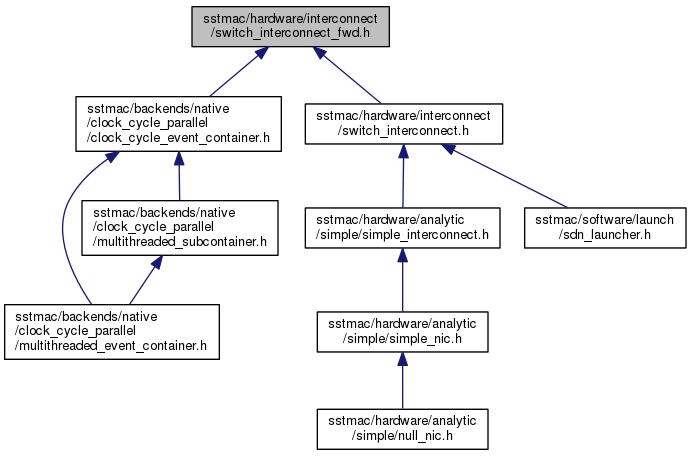 sstmac/hardware/interconnect
/switch_interconnect_fwd.h
sstmac/backends/native
/clock_cycle_parallel
/clock_cycle_event_container.h
sstmac/hardware/interconnect
/switch_interconnect.h
sstmac/backends/native
/clock_cycle_parallel
/multithreaded_subcontainer.h
sstmac/hardware/analytic
/simple/simple_interconnect.h
sstmac/software/launch
/sdn_launcher.h
sstmac/backends/native
/clock_cycle_parallel
/multithreaded_event_container.h
sstmac/hardware/analytic
/simple/simple_nic.h
sstmac/hardware/analytic
/simple/null_nic.h